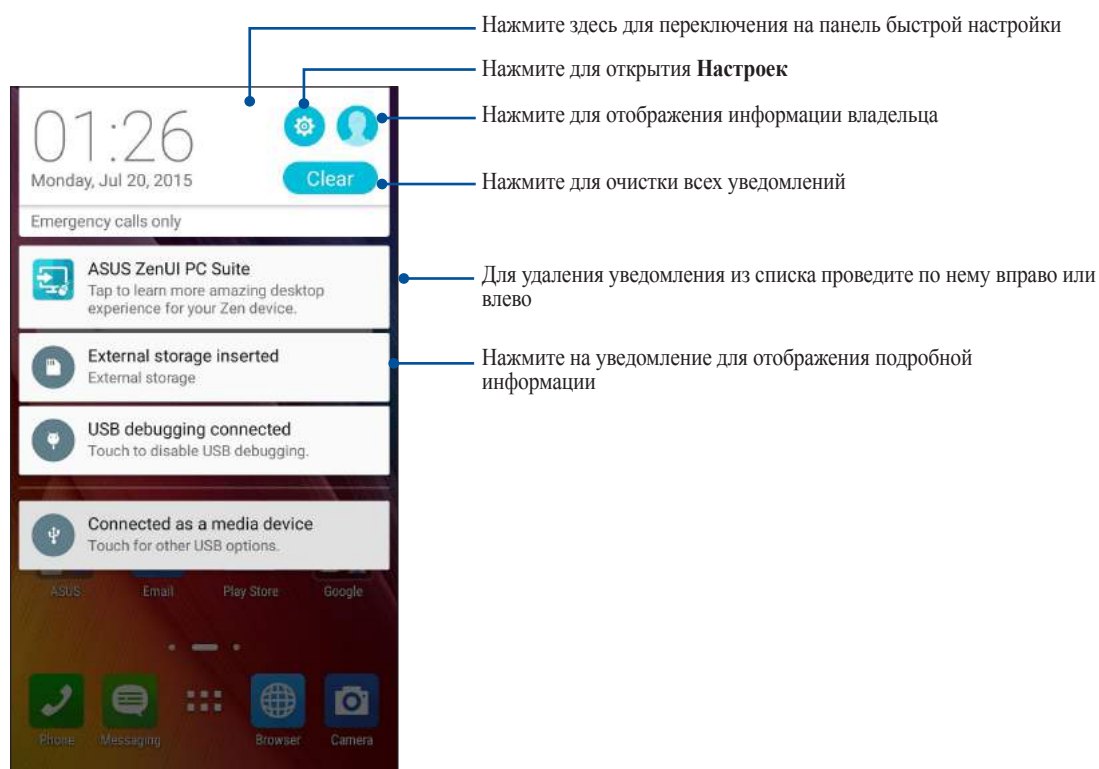 Нажмите здесь для переключения на панель быстрой настройки
Нажмите для открытия Настроек
Нажмите для отображения информации владельца
Нажмите для очистки всех уведомлений
Для удаления уведомления из списка проведите по нему вправо или
влево
Нажмите на уведомление для отображения подробной
информации
01:26
Monday, Jul 20, 2015
Clear
Emergency calls only
ASUS ZenUI PC Suite
Tap to learn more amazing desktop
experience for your Zen device.
External storage inserted
External storage
USB debugging connected
Touch to disable USB debugging.
Connected as a media device
Touch for other USB options.
ASUS Email Play Store Google
Phone Messaging Browser Camera